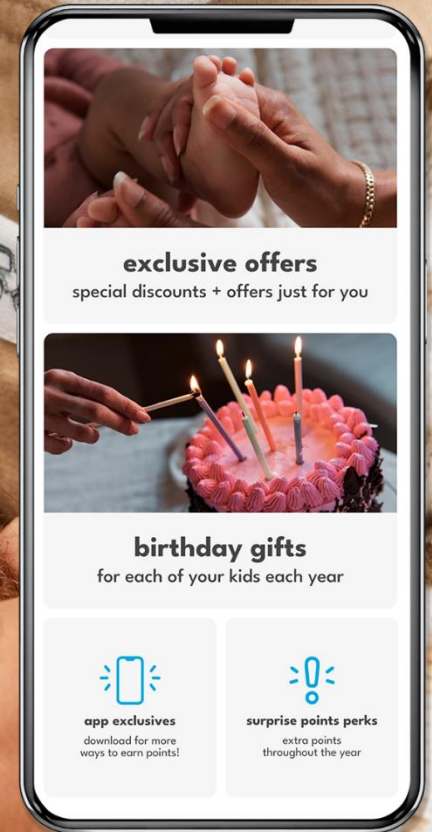 exclusive offers
special discounts + offers just for you
birthday gifts
for each of your kids each year
app exclusives
download for more
ways to earn points!
surprise points perks
extra points
throughout the year